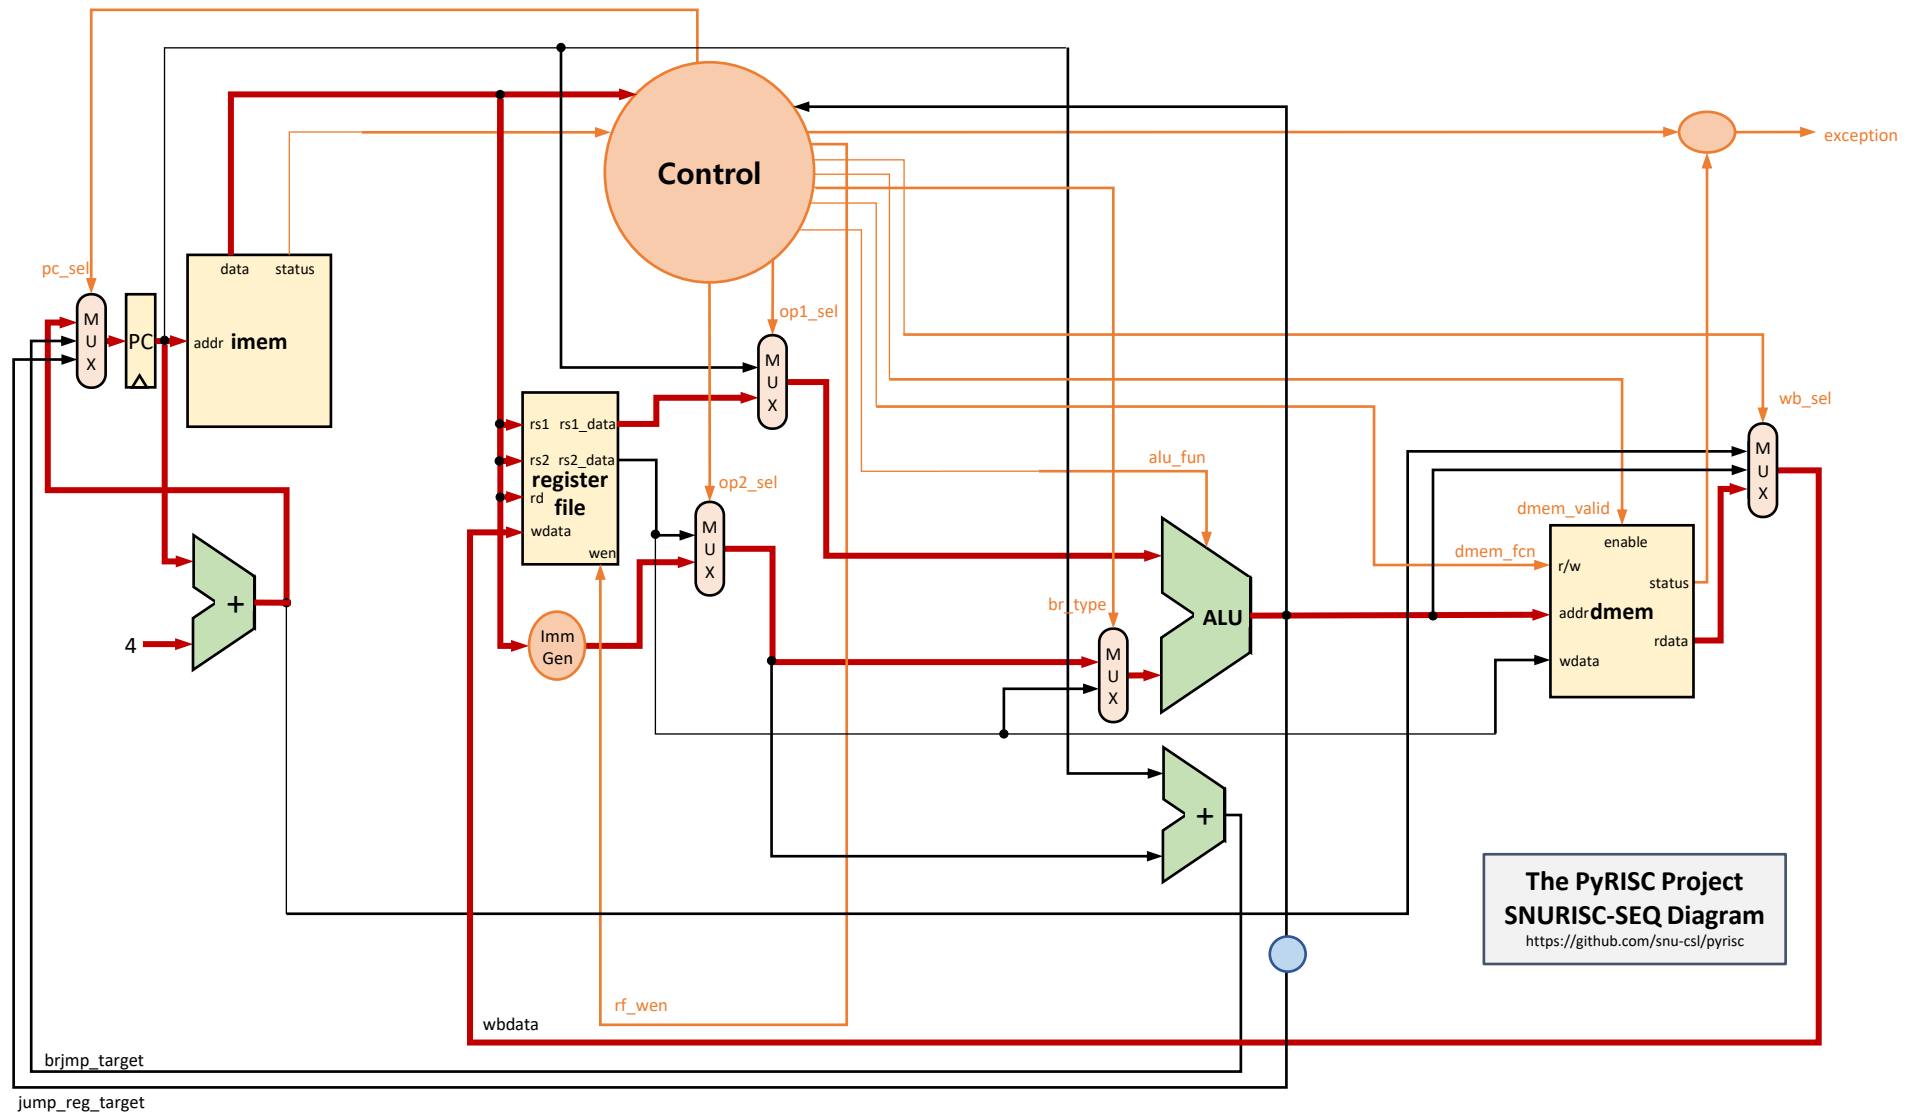 Control
exception
pc_sel
data
status
M
U
X
PC
addr
imem
op1_sel
M
U
X
wb_sel
M
U
X
rs1
rs1_data
rs2
rs2_data
register
file
rd
wdata
wen
op2_sel
M
U
X
alu_fun
dmem_valid
enable
dmem_fcn
r/w
status
addr
dmem
rdata
wdata
br_type
M
U
X
ALU
+
4
Imm
Gen
+
The PyRISC Project
SNURISC-SEQ Diagram
https://github.com/snu-csl/pyrisc
rf_wen
wbdata
brjmp_target
jump_reg_target